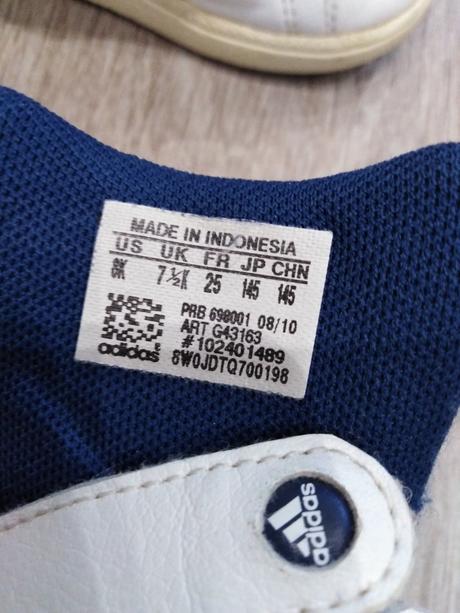 MADE IN INDONESIA
US UK FR JP CHN
8K 7½K 25 145 145
PRB 698001 08/10
ART G43163
#102401489
adidas 8W0JDTQ700198
adidas